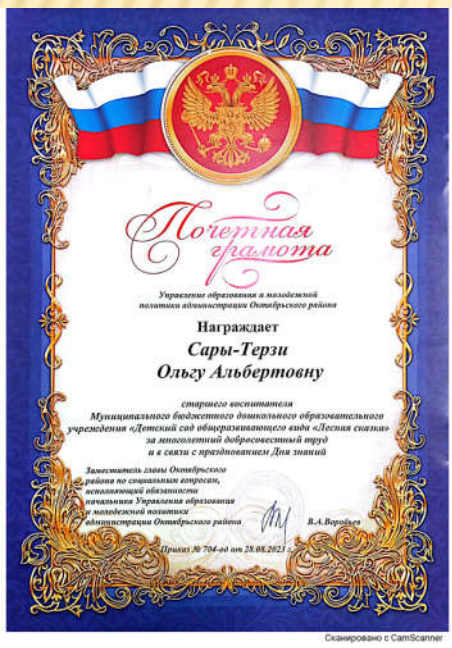 Почетная
грамота
Управление образования и молодежной
политики администрации Октябрьского района
Награждает
Сары-Терзи
Ольгу Альбертовну
старшего воспитателя
Муниципального бюджетного дошкольного образовательного
учреждения «Детский сад общеразвивающего вида «Лесная сказка»
за многолетний добросовестный труд
и в связи с празднованием Дня знаний
Заместитель главы Октябрьского
района по социальным вопросам,
исполняющий обязанности
начальника Управления образования
и молодежной политики
администрации Октябрьского района
В.А.Воробьев
Приказ № 704-од от 28.08.2023 г.
Сканировано с CamScanner